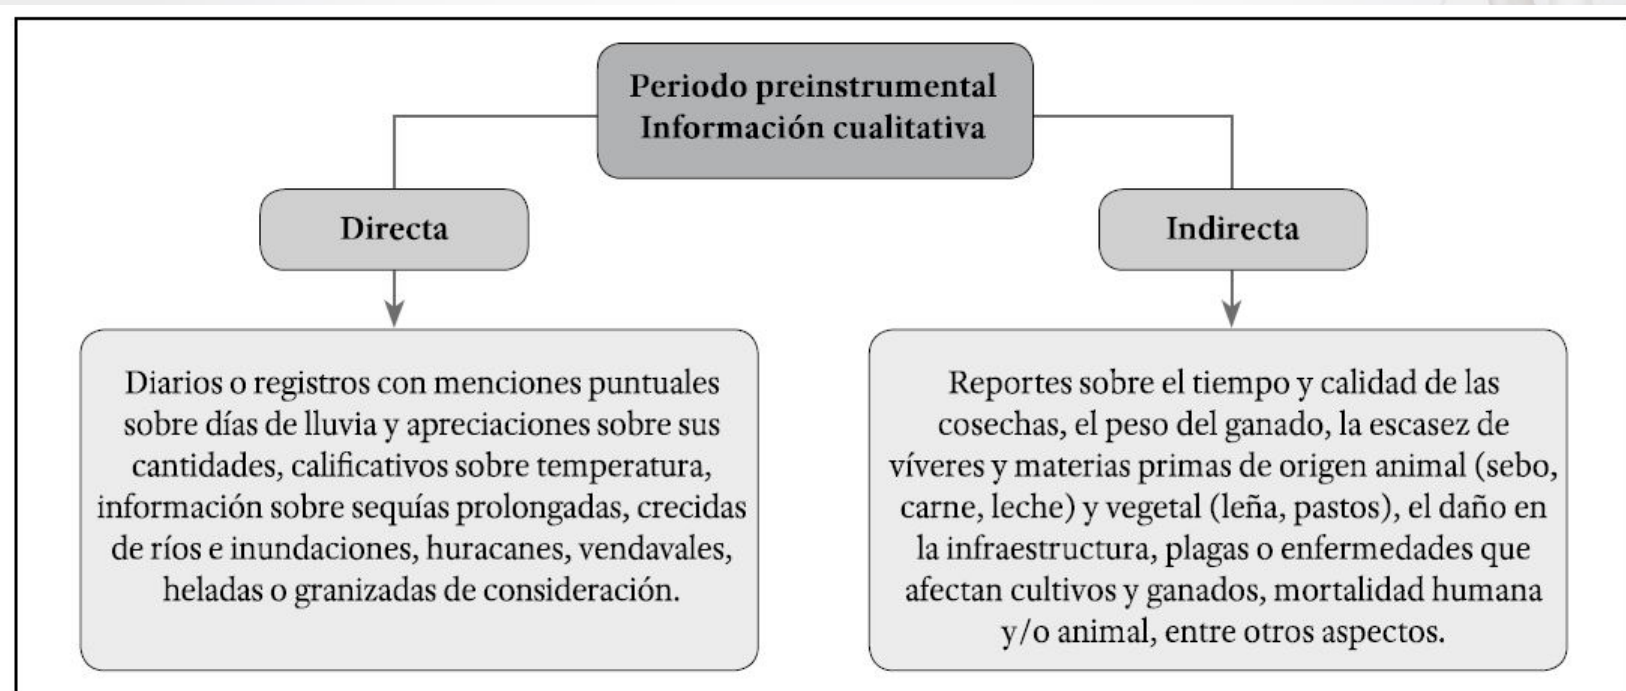 Periodo preinstrumental
Información cualitativa
Directa
Indirecta
Diarios o registros con menciones puntuales
sobre días de lluvia y apreciaciones sobre sus
cantidades, calificativos sobre temperatura,
información sobre sequías prolongadas, crecidas
de ríos e inundaciones, huracanes, vendavales,
heladas o granizadas de consideración.
Reportes sobre el tiempo y calidad de las
cosechas, el peso del ganado, la escasez de
víveres y materias primas de origen animal (sebo,
carne, leche) y vegetal (leña, pastos), el daño en
la infraestructura, plagas o enfermedades que
afectan cultivos y ganados, mortalidad humana
y/o animal, entre otros aspectos.